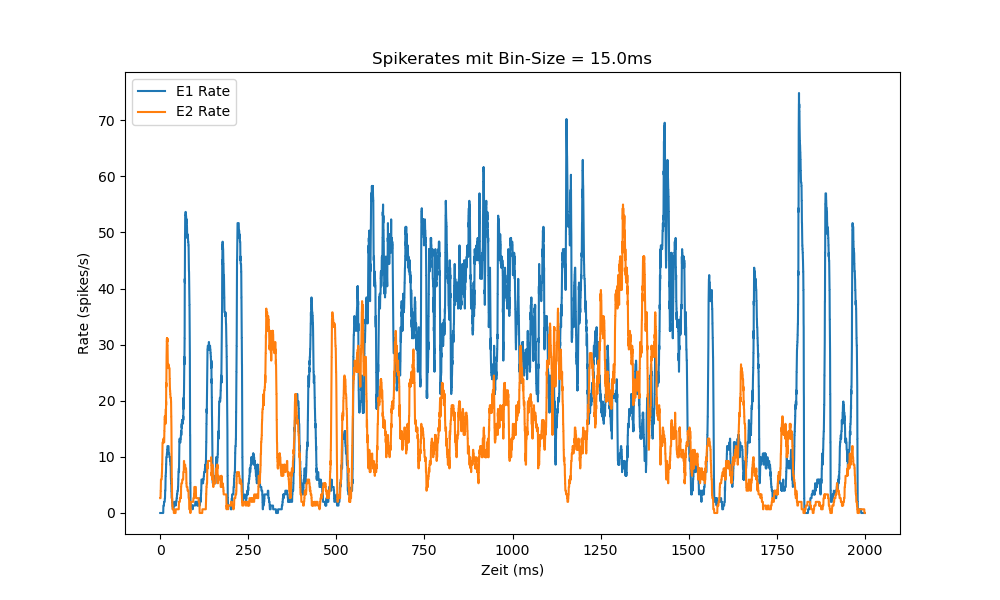 Spikerates mit Bin-Size = 15.0ms
E1 Rate
E2 Rate
70
60
50
40
30
20
10
0
Rate (spikes/s)
0 250 500 750 1000 1250 1500 1750 2000
Zeit (ms)